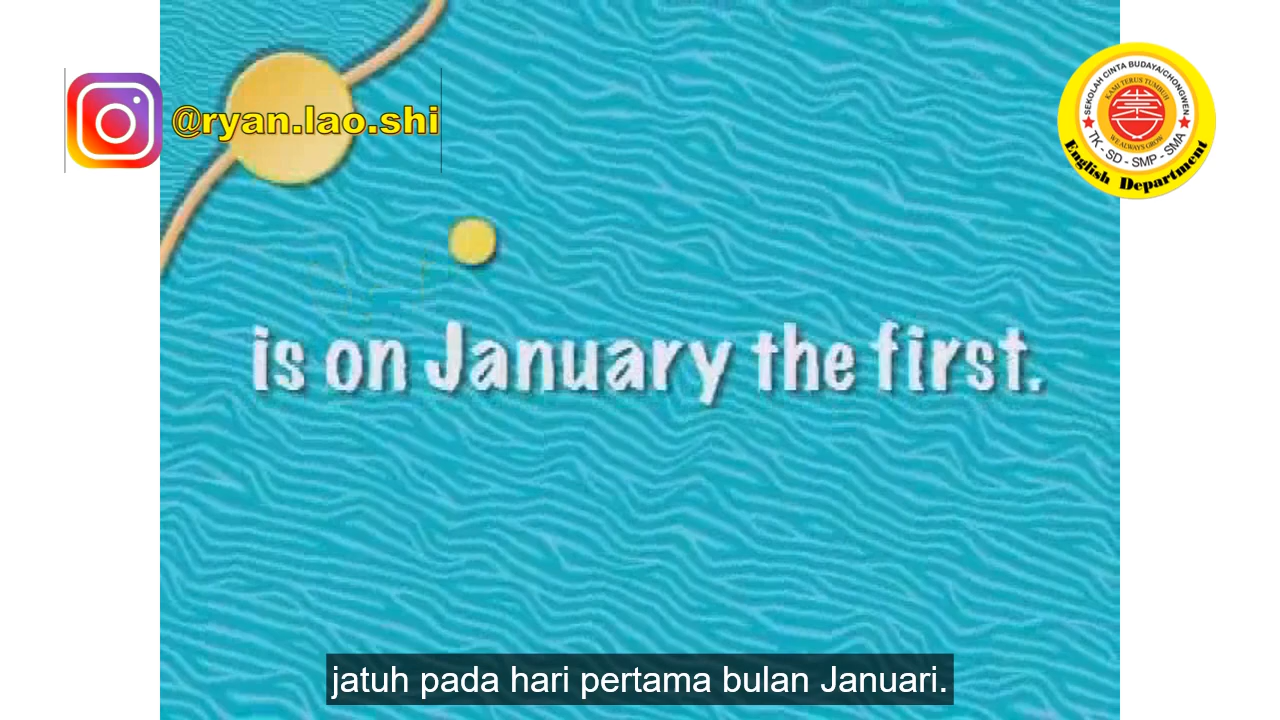 @ryan.lao.shi
SEKOLAH CINTA BUDAYA/CHONGWEN
KAMI TERUS TUMBUH
WE ALWAYS GROW
TK - SD - SMP - SMA
English Department
is on January the first.
jatuh pada hari pertama bulan Januari.